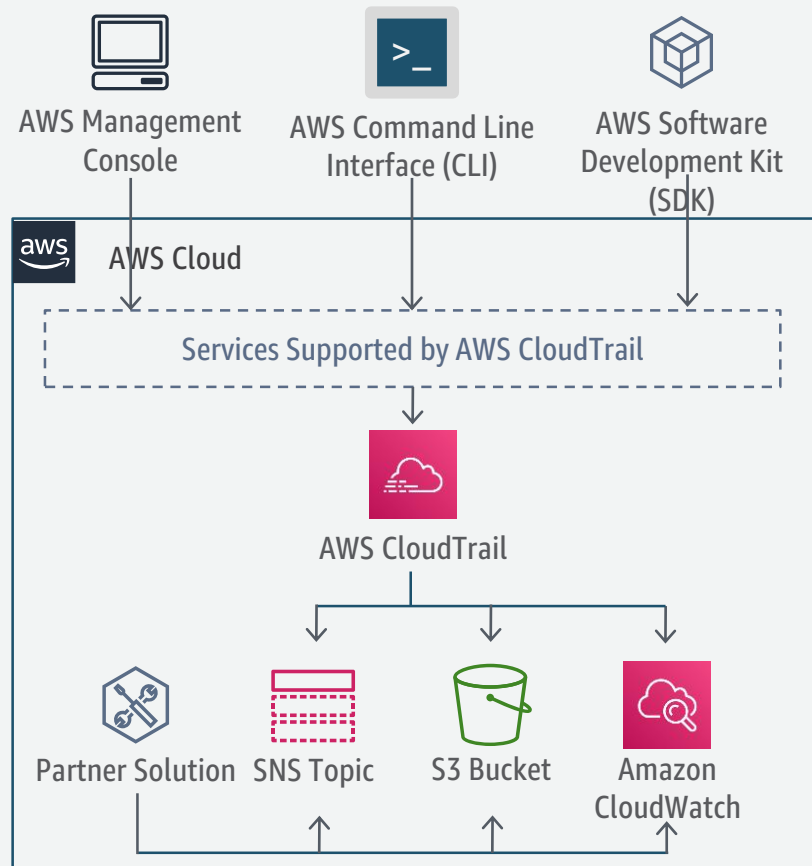 >_
AWS Management
Console
AWS Command Line
Interface (CLI)
AWS Software
Development Kit
(SDK)
aws
AWS Cloud
Services Supported by AWS CloudTrail
AWS CloudTrail
Partner Solution
SNS Topic
S3 Bucket
Amazon
CloudWatch